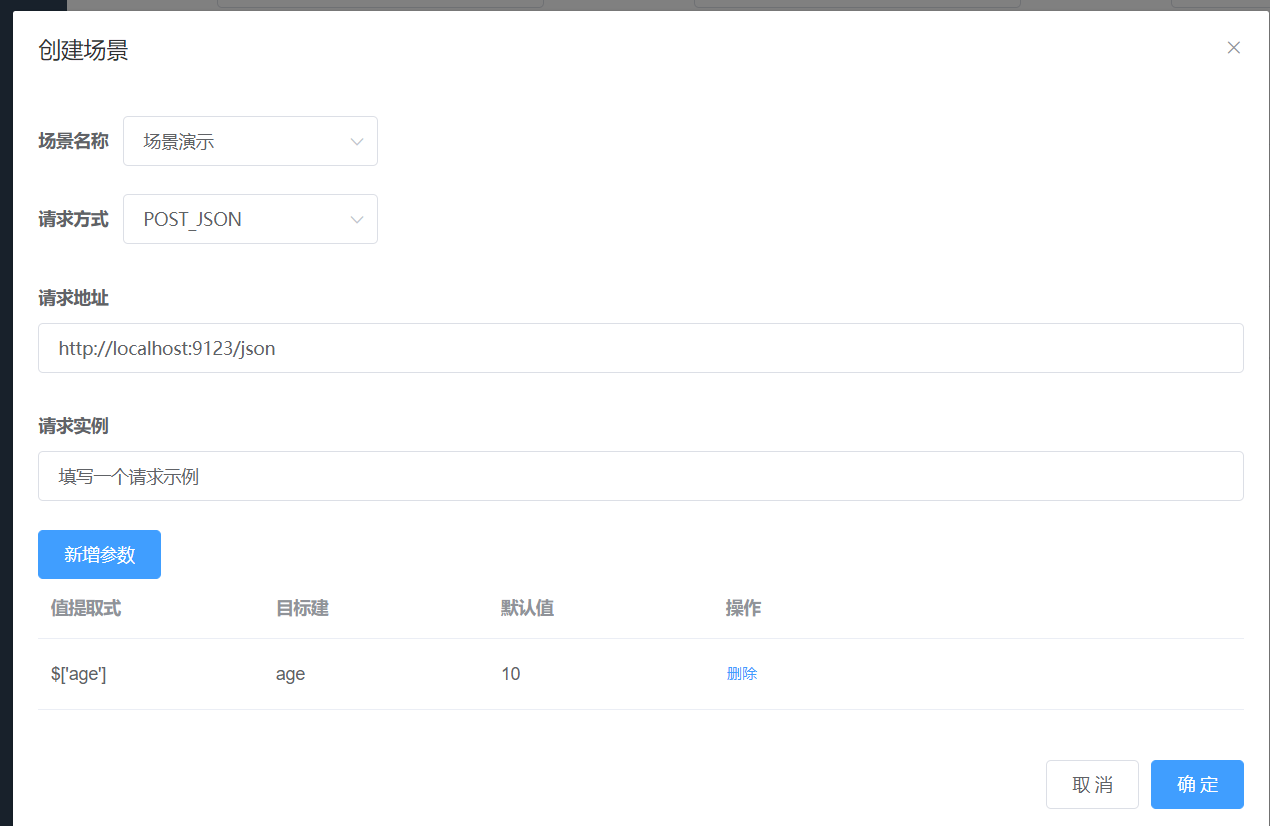 创建场景
场景名称 场景演示
请求方式 POST_JSON
请求地址
http://localhost:9123/json
请求实例
填写一个请求示例
新增参数
值提取式 目标建 默认值 操作
$['age'] age 10 删除
取 消 确 定